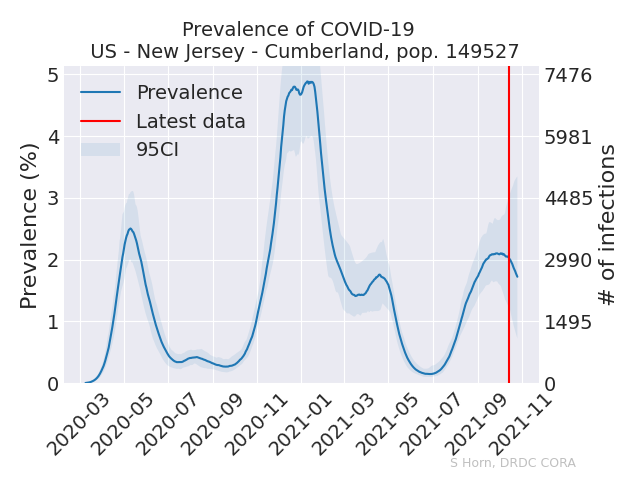 Prevalence of COVID-19
US - New Jersey - Cumberland, pop. 149527
Prevalence (%)
5
4
3
2
1
0
Prevalence
Latest data
95CI
7476
5981
4485
2990
1495
0
# of infections
2020-03
2020-05
2020-07
2020-09
2020-11
2021-01
2021-03
2021-05
2021-07
2021-09
2021-11
S Horn, DRDC CORA